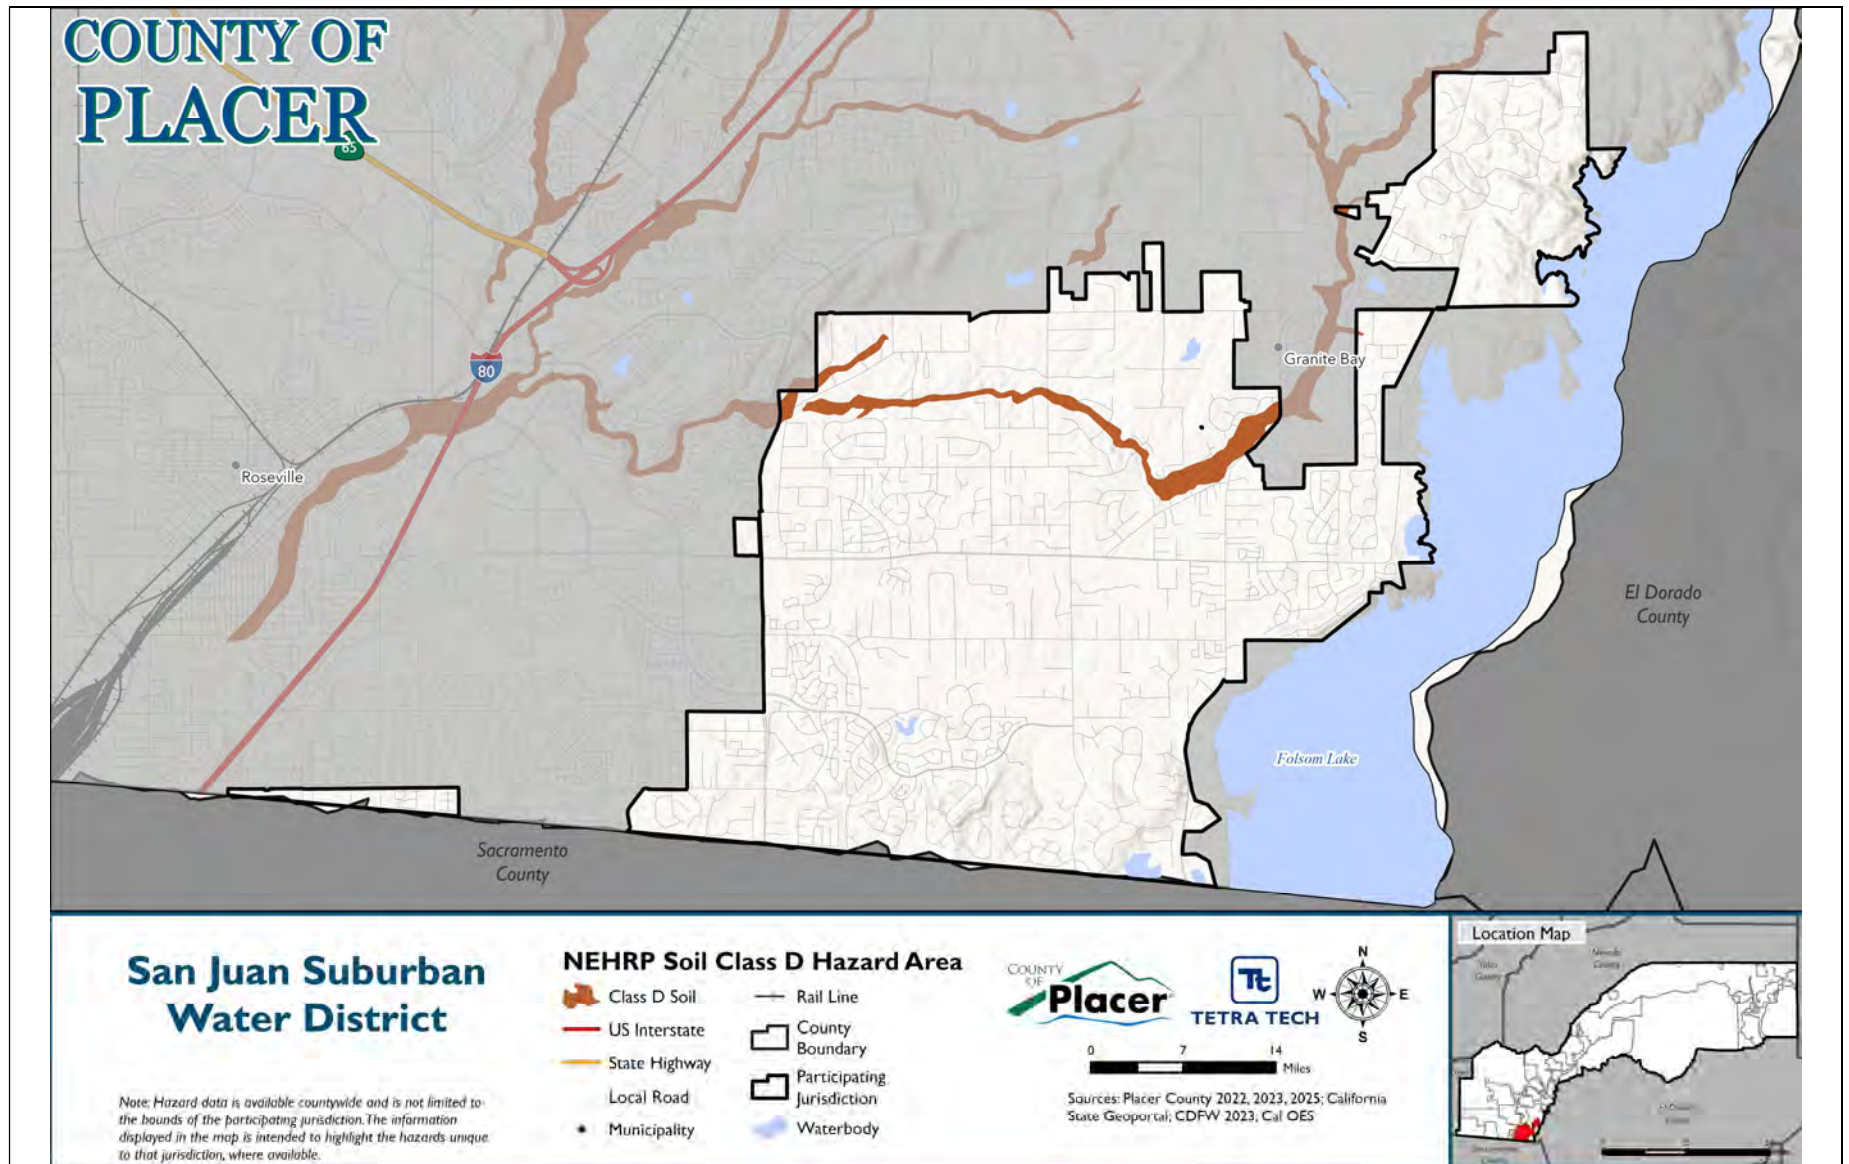 COUNTY OF
PLACER
65
80
Roseville
Granite Bay
El Dorado
County
Folsom Lake
Sacramento
County
San Juan Suburban
Water District
Note: Hazard data is available countywide and is not limited to
the bounds of the participating jurisdiction. The information
displayed in the map is intended to highlight the hazards unique
to that jurisdiction, where available.
NEHRP Soil Class D Hazard Area
Class D Soil
US Interstate
State Highway
Local Road
Municipality
Rail Line
County
Boundary
Participating
Jurisdiction
Waterbody
COUNTY
OF
Placer
Tt
TETRA TECH
N
W
E
S
0 7 14
Miles
Sources: Placer County 2022, 2023, 2025; California
State Geoportal; CDFW 2023, Cal OES
Location Map
Nevada
County